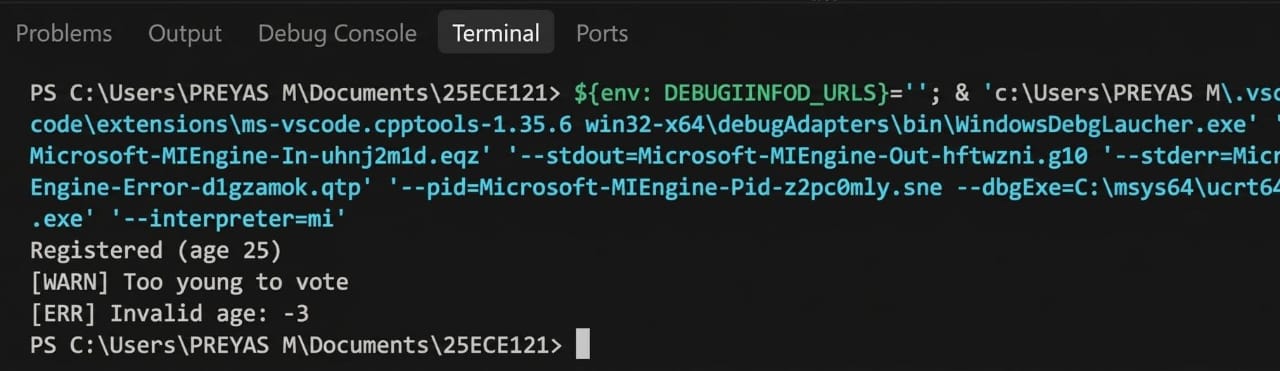 Problems Output Debug Console Terminal Ports
PS C:\Users\PREYAS M\Documents\25ECE121> ${env: DEBUGIINFOD_URLS}=''; & 'c:\Users\PREYAS M\.vsc
code\extensions\ms-vscode.cpptools-1.35.6 win32-x64\debugAdapters\bin\WindowsDebgLaucher.exe' '
Microsoft-MIEngine-In-uhnj2m1d.eqz' '--stdout=Microsoft-MIEngine-Out-hftwzni.g10 '--stderr=Micr
Engine-Error-d1gzamok.qtp' '--pid=Microsoft-MIEngine-Pid-z2pc0mly.sne --dbgExe=C:\msys64\ucrt64
.exe' '--interpreter=mi'
Registered (age 25)
[WARN] Too young to vote
[ERR] Invalid age: -3
PS C:\Users\PREYAS M\Documents\25ECE121>